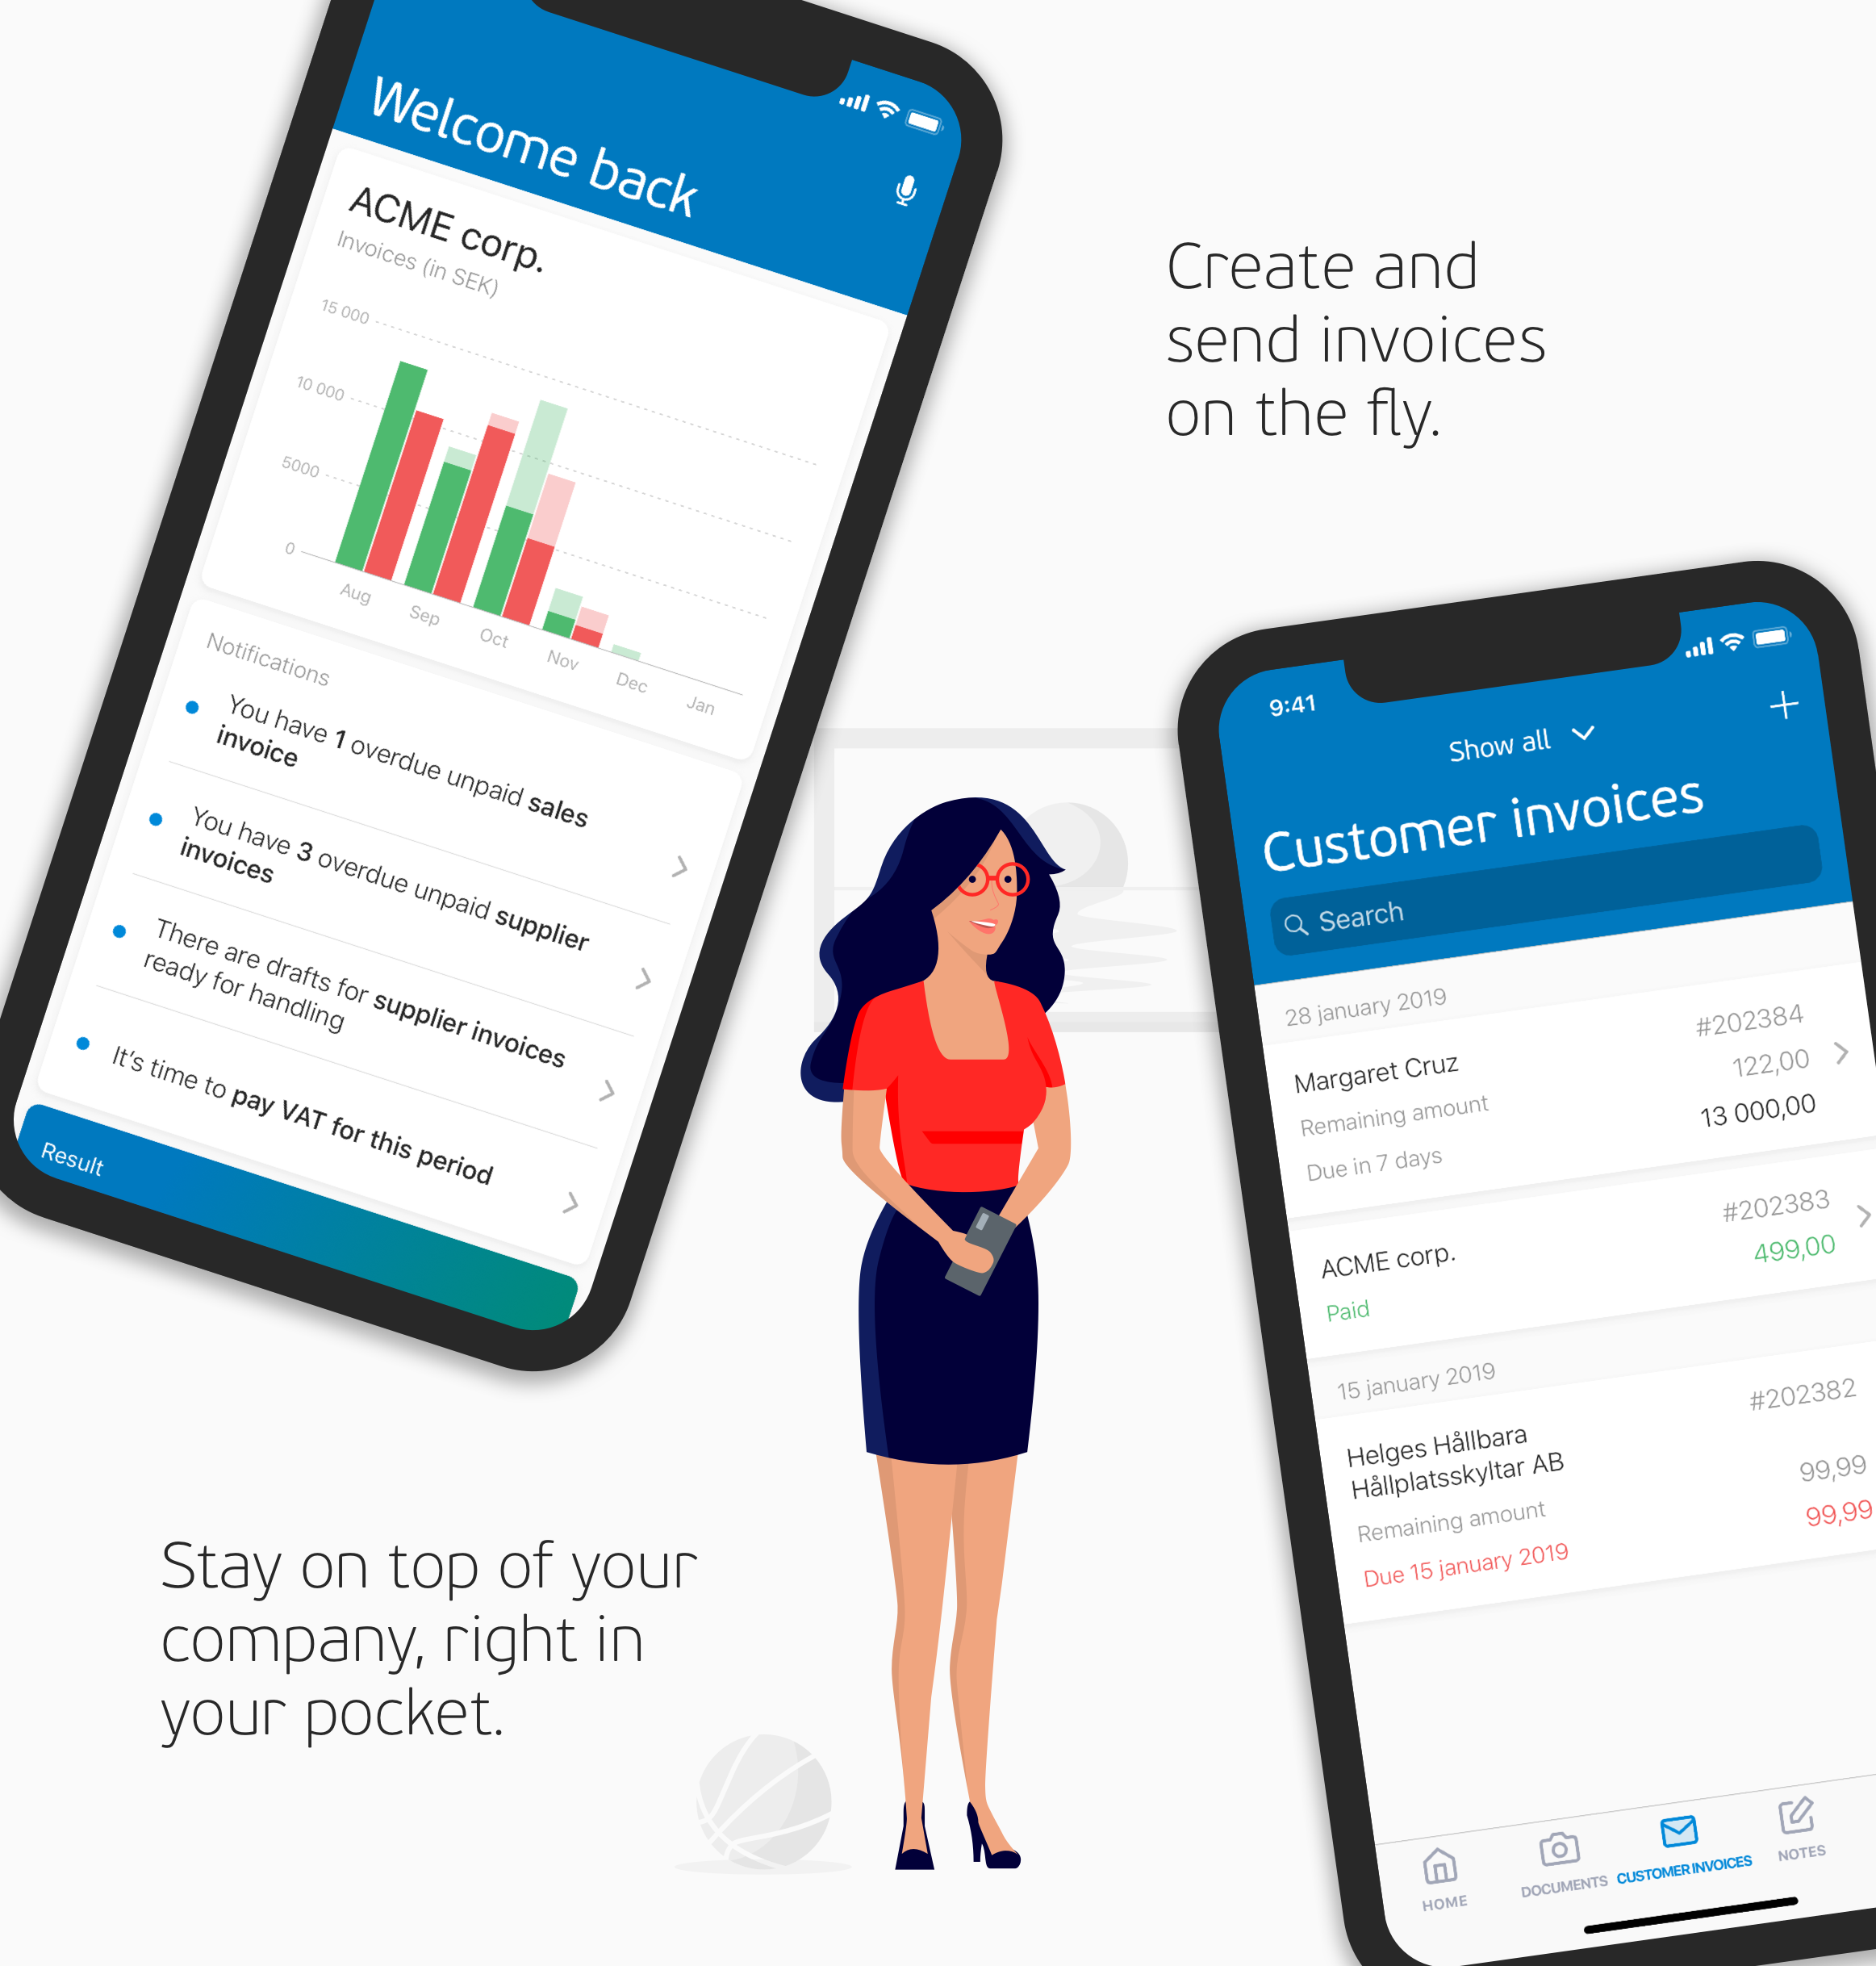 Welcome back
ACME corp.
Invoices (in SEK)
15 000
10 000
5000
0
Aug
Sep
Oct
Nov
Dec
Jan
Notifications
You have 1 overdue unpaid sales
invoice
You have 3 overdue unpaid supplier
invoices
There are drafts for supplier invoices
ready for handling
It's time to pay VAT for this period
Result
Create and
send invoices
on the fly.
9:41
Show all
Customer invoices
Search
28 january 2019
#202384
Margaret Cruz
122,00
Remaining amount
13 000,00
Due in 7 days
#202383
ACME corp.
499,00
Paid
15 january 2019
#202382
Helges Hållbara
Hållplatsskyltar AB
99,99
Remaining amount
99,99
Due 15 january 2019
HOME
DOCUMENTS
CUSTOMER INVOICES
NOTES
Stay on top of your
company, right in
your pocket.